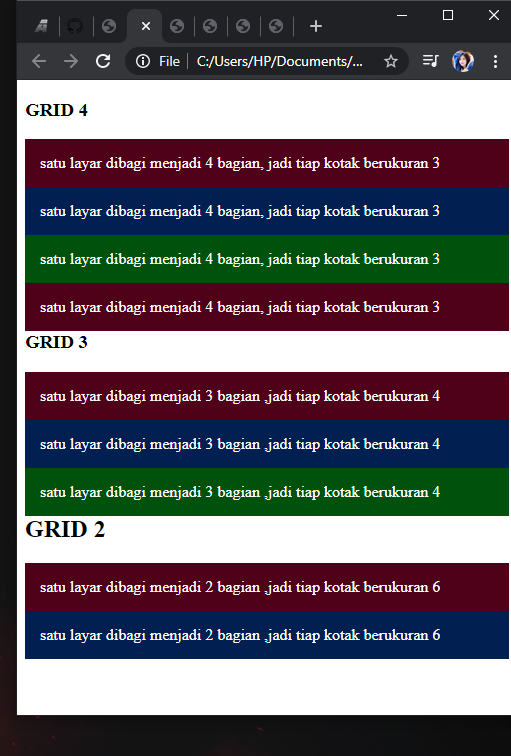 File
C:/Users/HP/Documents/...
GRID 4
satu layar dibagi menjadi 4 bagian, jadi tiap kotak berukuran 3
satu layar dibagi menjadi 4 bagian, jadi tiap kotak berukuran 3
satu layar dibagi menjadi 4 bagian, jadi tiap kotak berukuran 3
satu layar dibagi menjadi 4 bagian, jadi tiap kotak berukuran 3
GRID 3
satu layar dibagi menjadi 3 bagian ,jadi tiap kotak berukuran 4
satu layar dibagi menjadi 3 bagian ,jadi tiap kotak berukuran 4
satu layar dibagi menjadi 3 bagian ,jadi tiap kotak berukuran 4
GRID 2
satu layar dibagi menjadi 2 bagian ,jadi tiap kotak berukuran 6
satu layar dibagi menjadi 2 bagian ,jadi tiap kotak berukuran 6